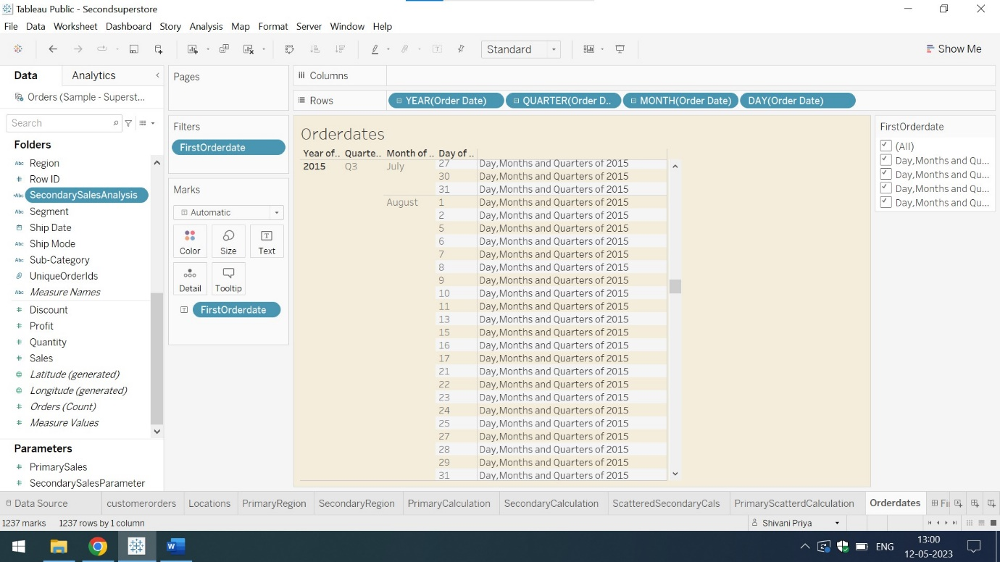 Tableau Public - Secondsuperstore
File Data Worksheet Dashboard Story Analysis Map Format Server Window Help
Standard
Show Me
Data Analytics
Orders (Sample - Superst...
Search
Folders
Abc Region
# Row ID
=Abc SecondarySalesAnalysis
Abc Segment
Ship Date
Abc Ship Mode
Abc Sub-Category
UniqueOrderIds
Abc Measure Names
# Discount
# Profit
# Quantity
# Sales
Latitude (generated)
Longitude (generated)
# Orders (Count)
# Measure Values
Parameters
# PrimarySales
# SecondarySalesParameter
Pages
Filters
FirstOrderdate
Marks
Automatic
Color Size Text
Detail Tooltip
FirstOrderdate
Columns
Rows YEAR(Order Date) QUARTER(Order D.. MONTH(Order Date) DAY(Order Date)
Orderdates
Year of.. Quarte.. Month of .. Day of ..
2015 Q3 July 27 Day,Months and Quarters of 2015
30 Day,Months and Quarters of 2015
31 Day,Months and Quarters of 2015
August 1 Day,Months and Quarters of 2015
2 Day,Months and Quarters of 2015
5 Day,Months and Quarters of 2015
6 Day,Months and Quarters of 2015
7 Day,Months and Quarters of 2015
8 Day,Months and Quarters of 2015
9 Day,Months and Quarters of 2015
10 Day,Months and Quarters of 2015
11 Day,Months and Quarters of 2015
13 Day,Months and Quarters of 2015
15 Day,Months and Quarters of 2015
16 Day,Months and Quarters of 2015
17 Day,Months and Quarters of 2015
21 Day,Months and Quarters of 2015
22 Day,Months and Quarters of 2015
23 Day,Months and Quarters of 2015
24 Day,Months and Quarters of 2015
25 Day,Months and Quarters of 2015
27 Day,Months and Quarters of 2015
28 Day,Months and Quarters of 2015
29 Day,Months and Quarters of 2015
31 Day,Months and Quarters of 2015
FirstOrderdate
(All)
Day,Months and Qu...
Day,Months and Qu...
Day,Months and Qu...
Day,Months and Qu...
Data Source customerorders Locations PrimaryRegion SecondaryRegion PrimaryCalculation SecondaryCalculation ScatteredSecondaryCals PrimaryScatterdCalculation Orderdates Fi
1237 marks 1237 rows by 1 column
Shivani Priya
ENG
13:00
12-05-2023